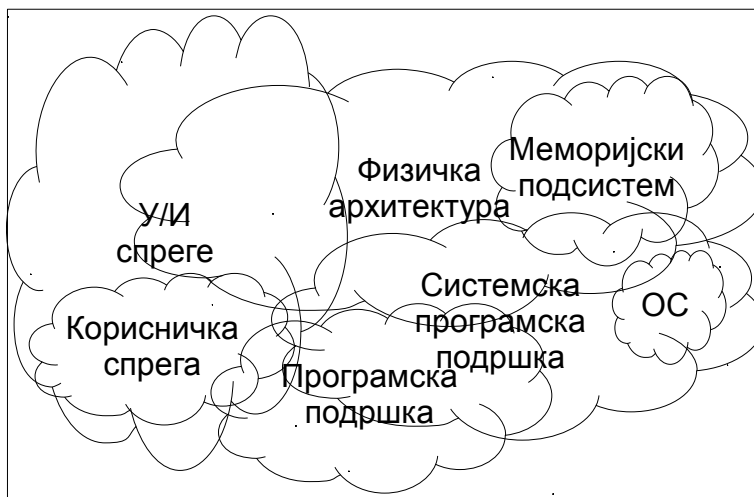 Физичка
архитектура
Меморијски
подсистем
У/И
спреге
Системска
програмска
подршка
ОС
Корисничка
спрега
Програмска
подршка